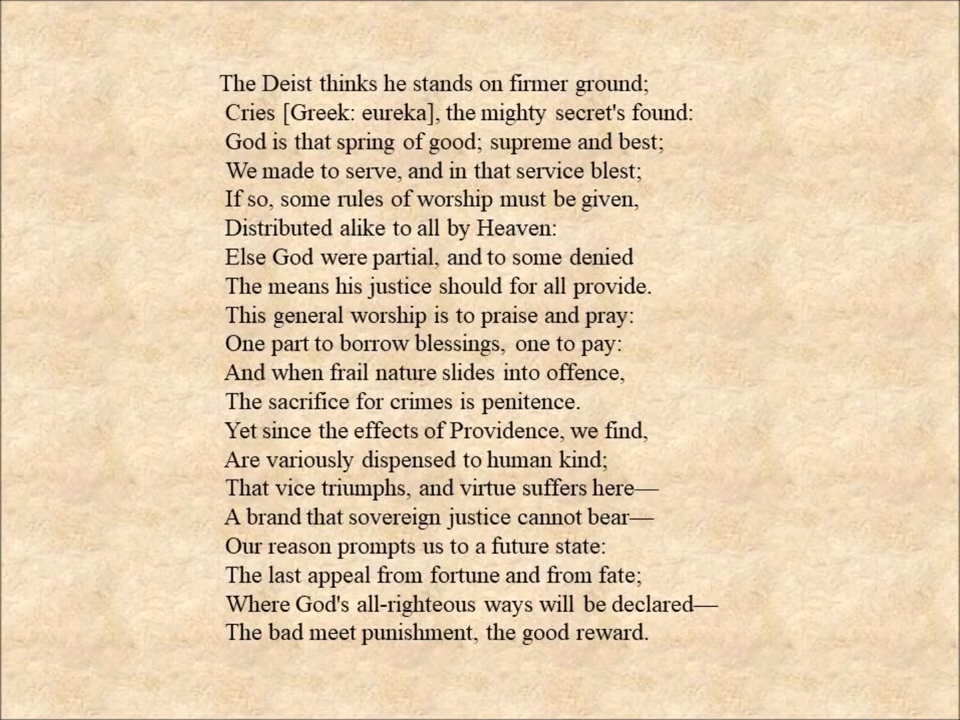 The Deist thinks he stands on firmer ground;
Cries [Greek: eureka], the mighty secret's found:
God is that spring of good; supreme and best;
We made to serve, and in that service blest;
If so, some rules of worship must be given,
Distributed alike to all by Heaven:
Else God were partial, and to some denied
The means his justice should for all provide.
This general worship is to praise and pray:
One part to borrow blessings, one to pay:
And when frail nature slides into offence,
The sacrifice for crimes is penitence.
Yet since the effects of Providence, we find,
Are variously dispensed to human kind;
That vice triumphs, and virtue suffers here—
A brand that sovereign justice cannot bear—
Our reason prompts us to a future state:
The last appeal from fortune and from fate;
Where God's all-righteous ways will be declared—
The bad meet punishment, the good reward.